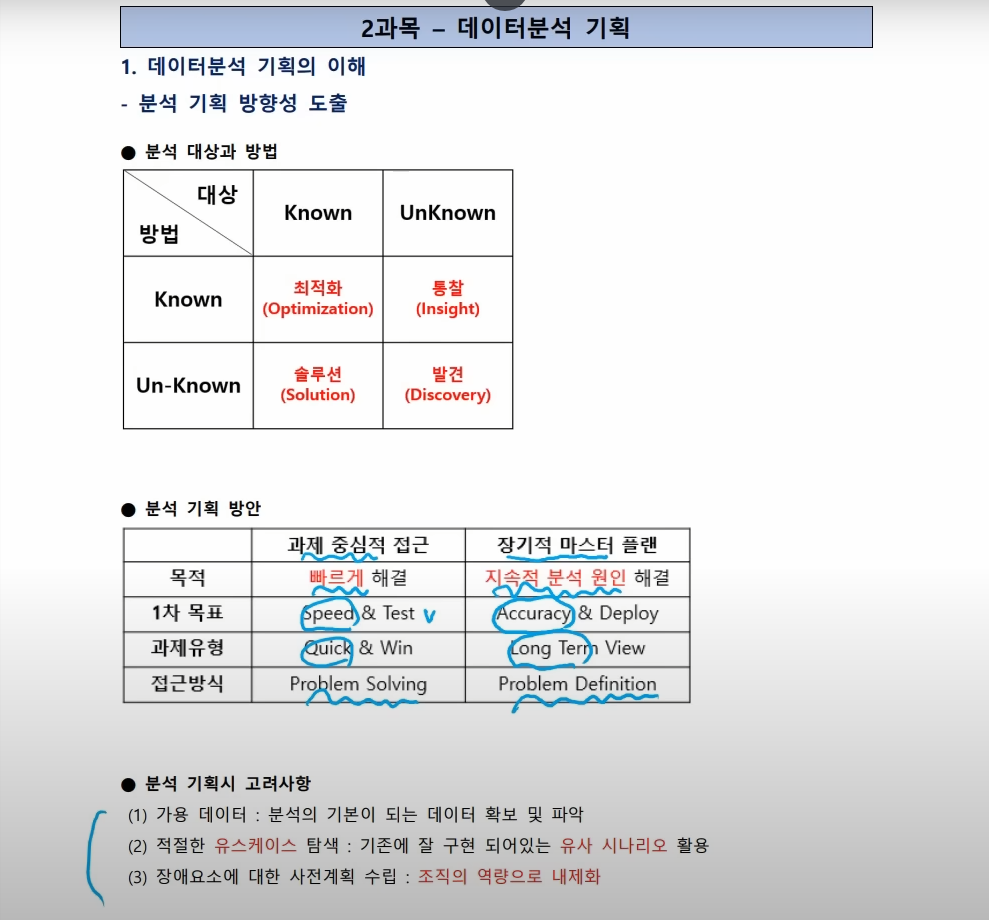 2과목 – 데이터분석 기획
1. 데이터분석 기획의 이해
- 분석 기획 방향성 도출
● 분석 대상과 방법
대상
방법
Known
UnKnown
Known
최적화
(Optimization)
통찰
(Insight)
Un-Known
솔루션
(Solution)
발견
(Discovery)
● 분석 기획 방안
과제 중심적 접근
장기적 마스터 플랜
목적
빠르게 해결
지속적 분석 원인 해결
1차 목표
Speed & Test
Accuracy & Deploy
과제유형
Quick & Win
Long Term View
접근방식
Problem Solving
Problem Definition
● 분석 기획시 고려사항
(1) 가용 데이터 : 분석의 기본이 되는 데이터 확보 및 파악
(2) 적절한 유스케이스 탐색 : 기존에 잘 구현 되어있는 유사 시나리오 활용
(3) 장애요소에 대한 사전계획 수립 : 조직의 역량으로 내제화